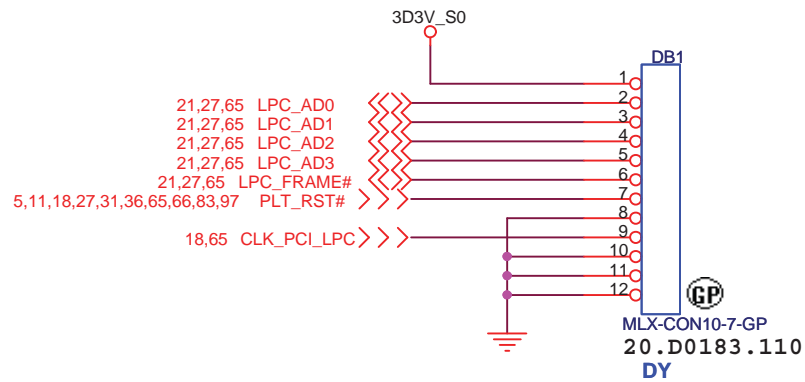 3D3V_S0
DB1
1
21,27,65 LPC_AD0 2
21,27,65 LPC_AD1 3
21,27,65 LPC_AD2 4
21,27,65 LPC_AD3 5
21,27,65 LPC_FRAME# 6
5,11,18,27,31,36,65,66,83,97 PLT_RST# 7
8
18,65 CLK_PCI_LPC 9
10
11
12
GP
MLX-CON10-7-GP
20.D0183.110
DY